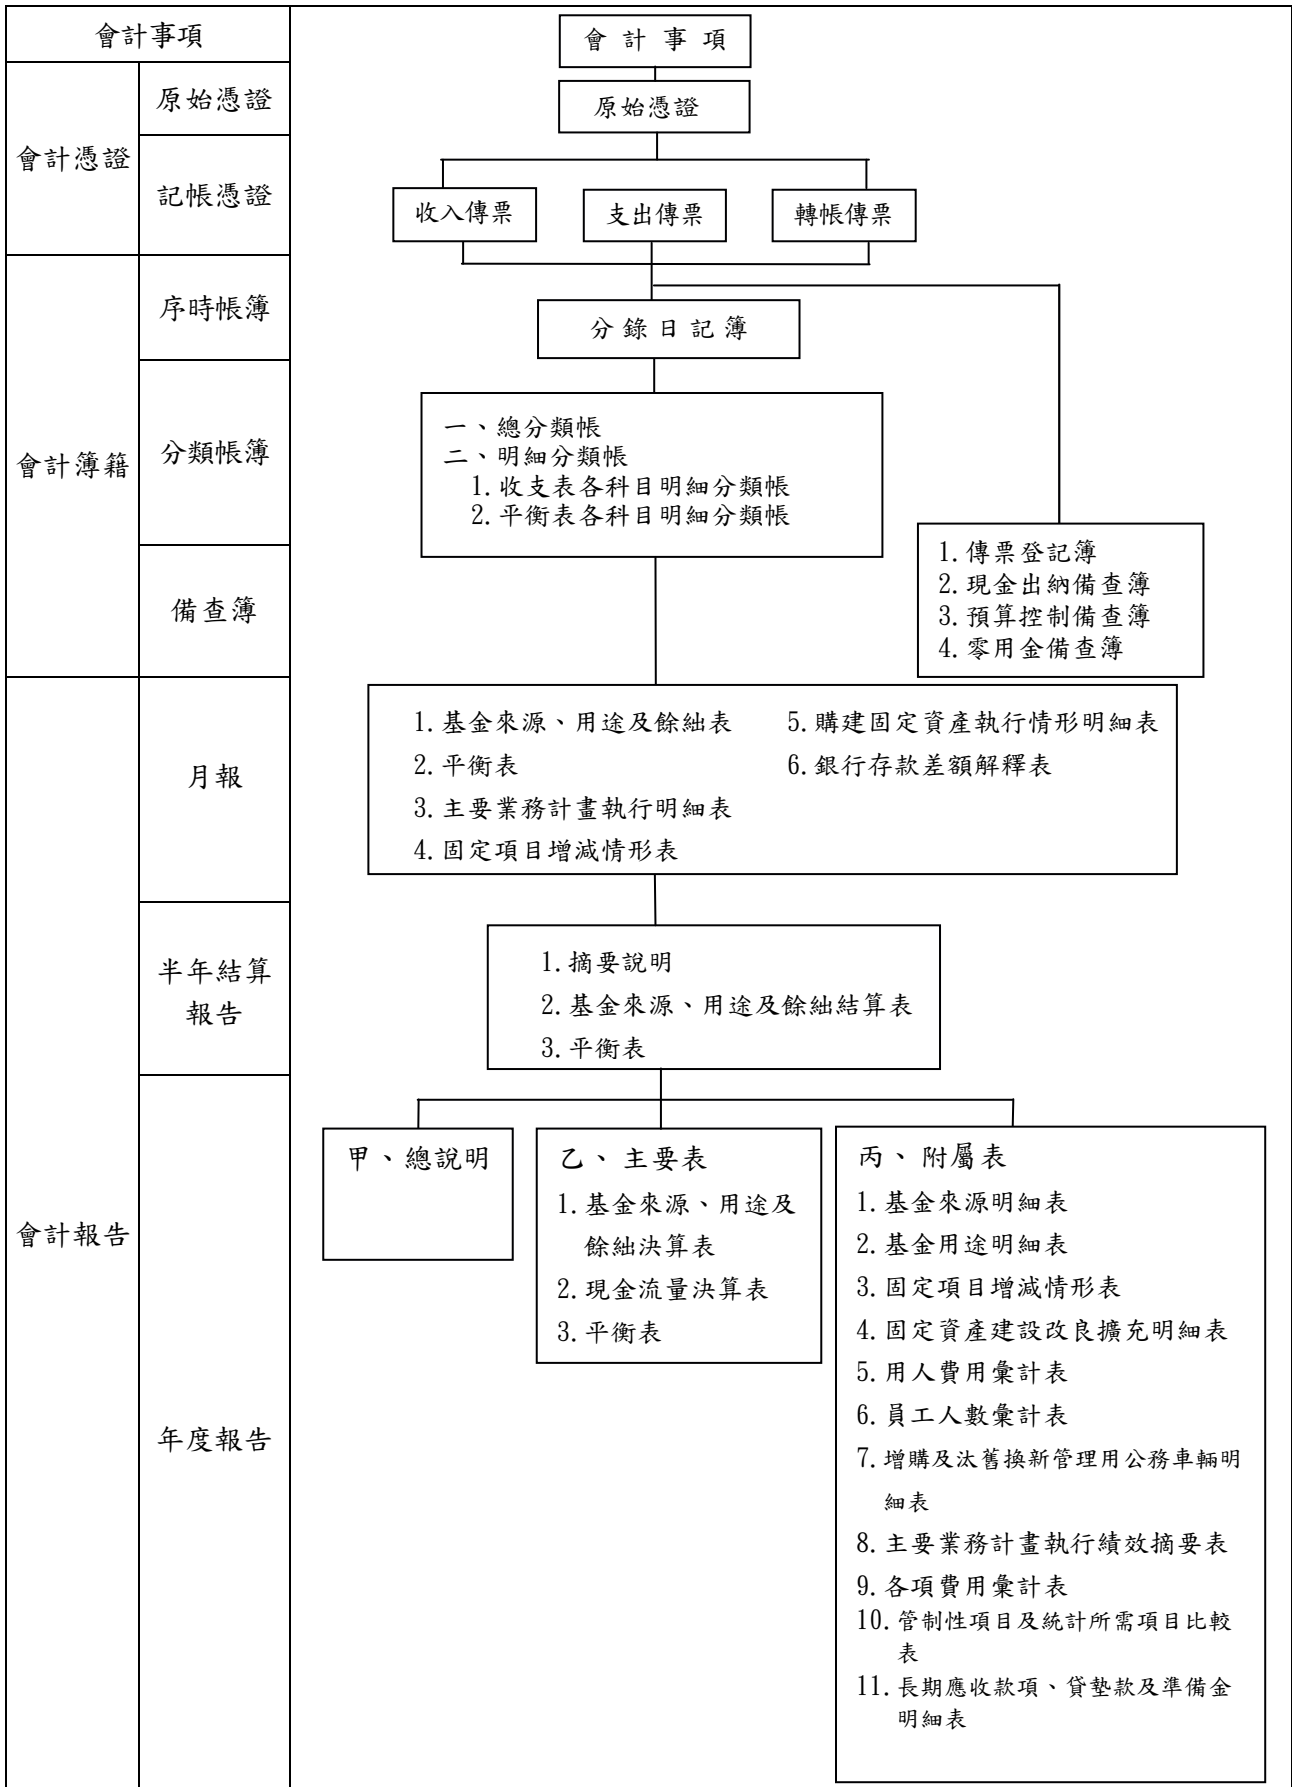 會計事項
會計憑證
原始憑證
記帳憑證
會計簿籍
序時帳簿
分類帳簿
備查簿
會計報告
月報
半年結算
報告
年度報告
會計事項
原始憑證
收入傳票
支出傳票
轉帳傳票
分錄日記簿
一、總分類帳
二、明細分類帳
1.收支表各科目明細分類帳
2.平衡表各科目明細分類帳
1.傳票登記簿
2.現金出納備查簿
3.預算控制備查簿
4.零用金備查簿
1.基金來源、用途及餘絀表
2.平衡表
3.主要業務計畫執行明細表
4.固定項目增減情形表
5.購建固定資產執行情形明細表
6.銀行存款差額解釋表
1.摘要說明
2.基金來源、用途及餘絀結算表
3.平衡表
甲、總說明
乙、主要表
1.基金來源、用途及
餘絀決算表
2.現金流量決算表
3.平衡表
丙、附屬表
1.基金來源明細表
2.基金用途明細表
3.固定項目增減情形表
4.固定資產建設改良擴充明細表
5.用人費用彙計表
6.員工人數彙計表
7.增購及汰舊換新管理用公務車輛明
細表
8.主要業務計畫執行績效摘要表
9.各項費用彙計表
10.管制性項目及統計所需項目比較
表
11.長期應收款項、貸墊款及準備金
明細表